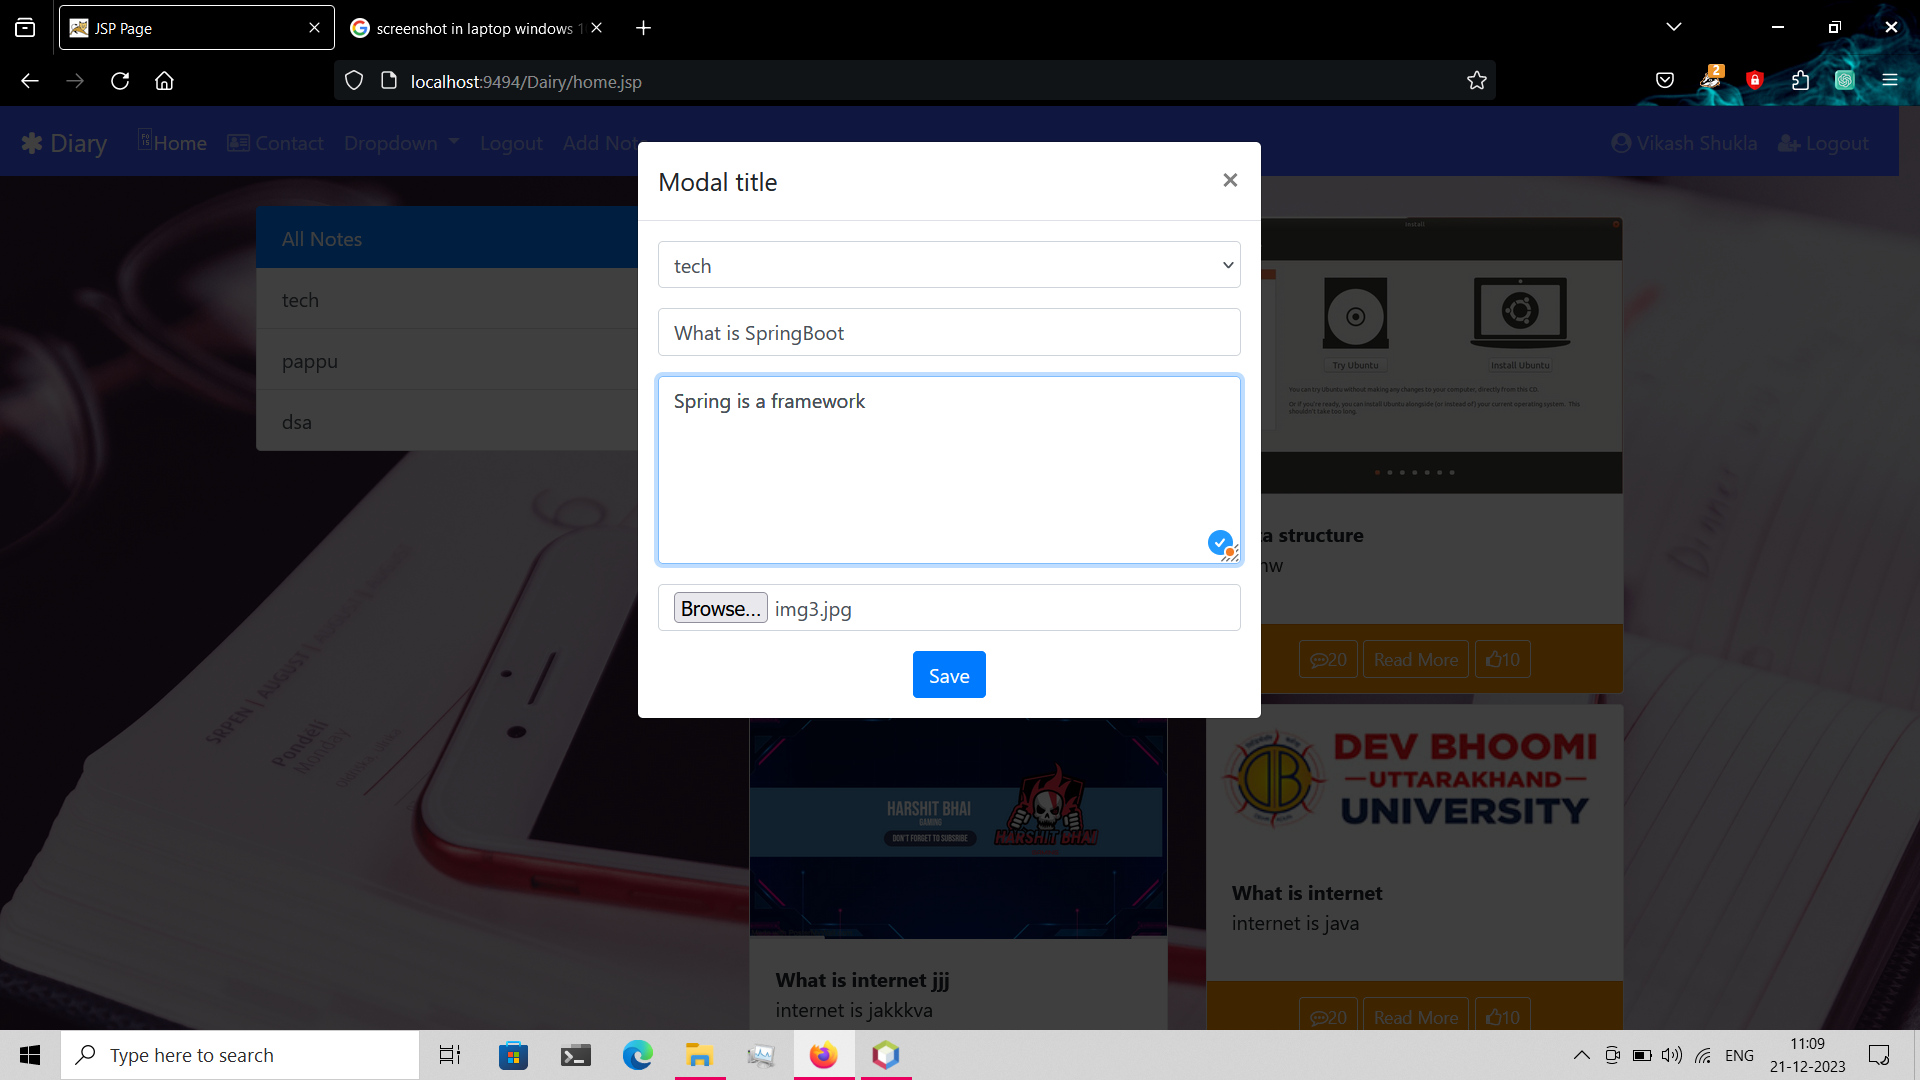 JSP Page
screenshot in laptop windows 1
localhost:9494/Dairy/home.jsp
2
Diary
Home
Contact
Dropdown
Logout
Add Not
Vikash Shukla
Logout
Modal title
All Notes
tech
pappu
dsa
tech
What is SpringBoot
Spring is a framework
Browse... img3.jpg
Save
Install
Try Ubuntu
Install Ubuntu
You can try Ubuntu without making any changes to your computer, directly from this CD.
Or if you're ready, you can install Ubuntu alongside (or instead of) your current operating system. This
shouldn't take too long.
a structure
nw
20 Read More 10
SRPEN | AUGUST |
Pondělí
Monday
HARSHIT BHAI
GAMING
DON'T FORGET TO SUBSRIBE
HARSHIT BHAI
What is internet jjj
internet is jakkkva
DEV BHOOMI
UTTARAKHAND
UNIVERSITY
What is internet
internet is java
20 Read More 10
Type here to search
ENG
11:09
21-12-2023